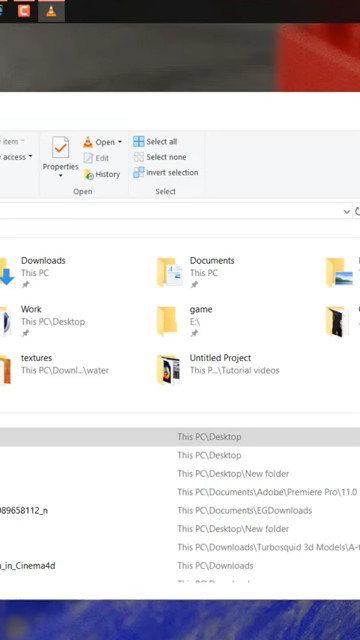 item
Open
Select all
access
Properties
Edit
Select none
History
Invert selection
Open
Select
Downloads
This PC
Documents
This PC
Work
This PC\Desktop
game
E:\
textures
This PC\Downl...\water
Untitled Project
This P...\Tutorial videos
This PC\Desktop
This PC\Desktop
This PC\Desktop\New folder
This PC\Documents\Adobe\Premiere Pro\11.0
989658112_n
This PC\Documents\EGDownloads
This PC\Desktop\New folder
This PC\Downloads\Turbosquid 3d Models\A-t
_in_Cinema4d
This PC\Downloads